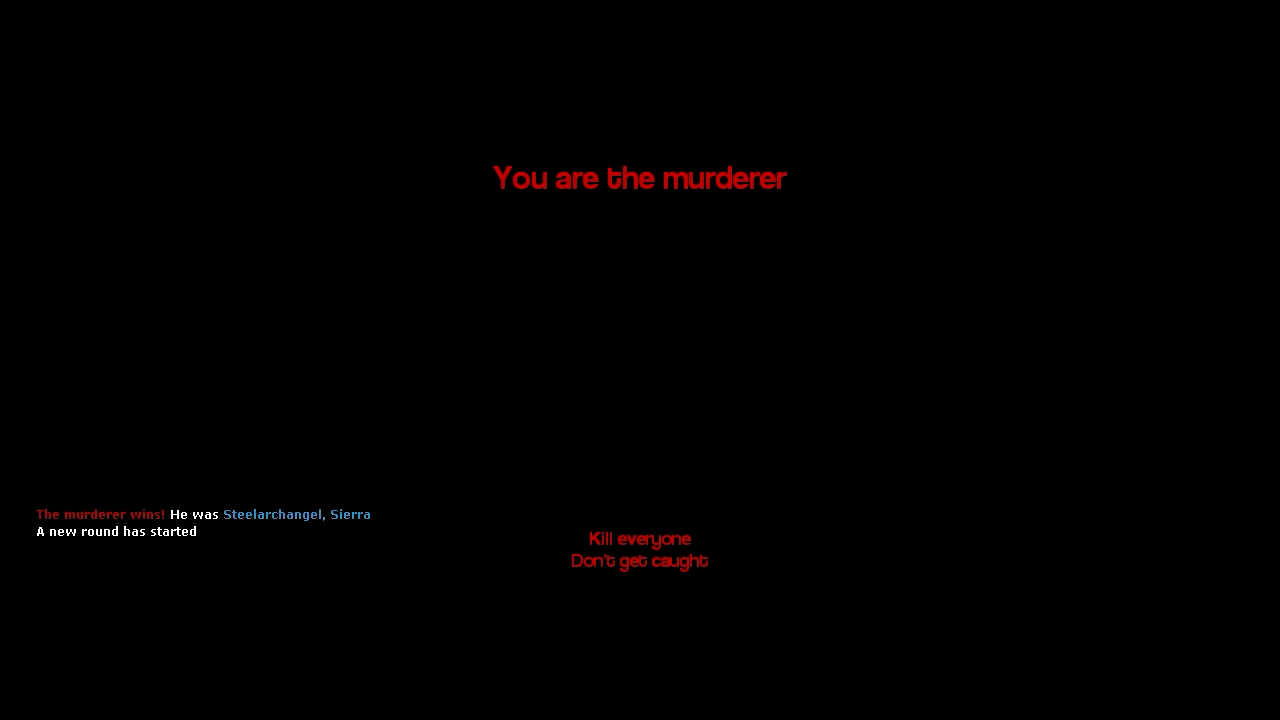 You are the murderer
The murderer wins! He was Steelarchangel, Sierra
A new round has started
Kill everyone
Don't get caught